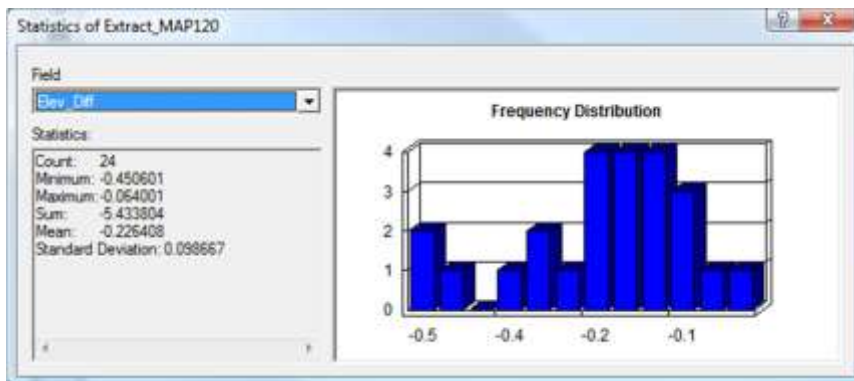 Statistics of Extract_MAP120
Field
Elev_Diff
Statistics:
Count: 24
Minimum: -0.450601
Maximum: -0.064001
Sum: -5.433804
Mean: -0.226408
Standard Deviation: 0.098667
Frequency Distribution
4
3
2
1
0
-0.5 -0.4 -0.2 -0.1